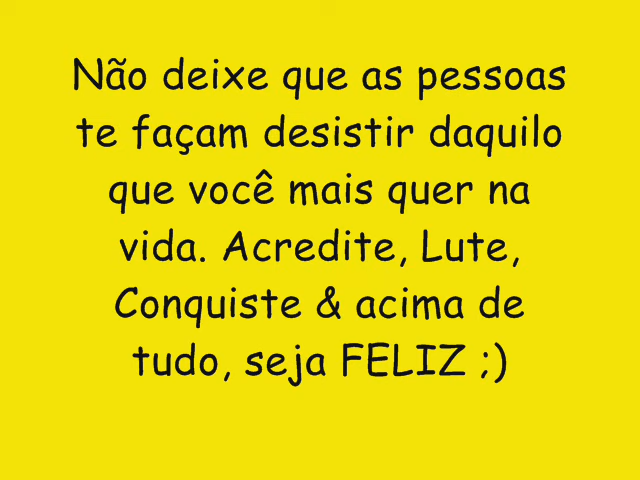 Não deixe que as pessoas
te façam desistir daquilo
que você mais quer na
vida. Acredite, Lute,
Conquiste & acima de
tudo, seja FELIZ ;)